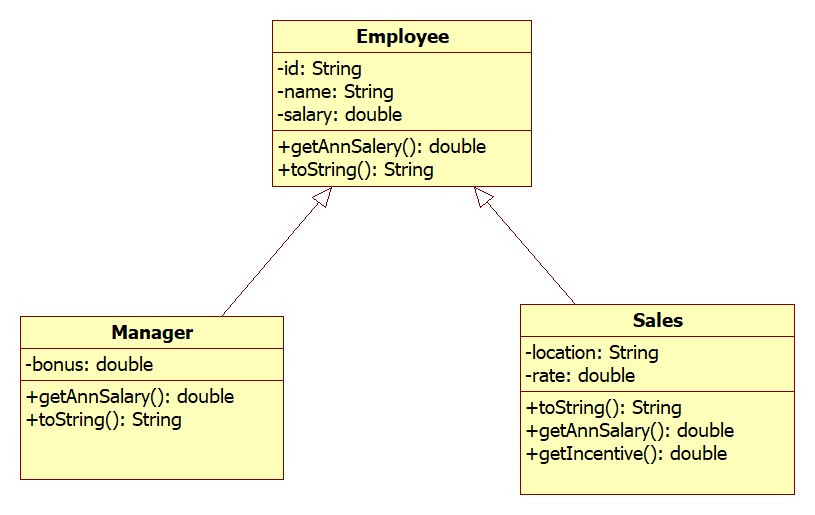 Employee
-id: String
-name: String
-salary: double
+getAnnSalery(): double
+toString(): String
Manager
-bonus: double
+getAnnSalary(): double
+toString(): String
Sales
-location: String
-rate: double
+toString(): String
+getAnnSalary(): double
+getIncentive(): double